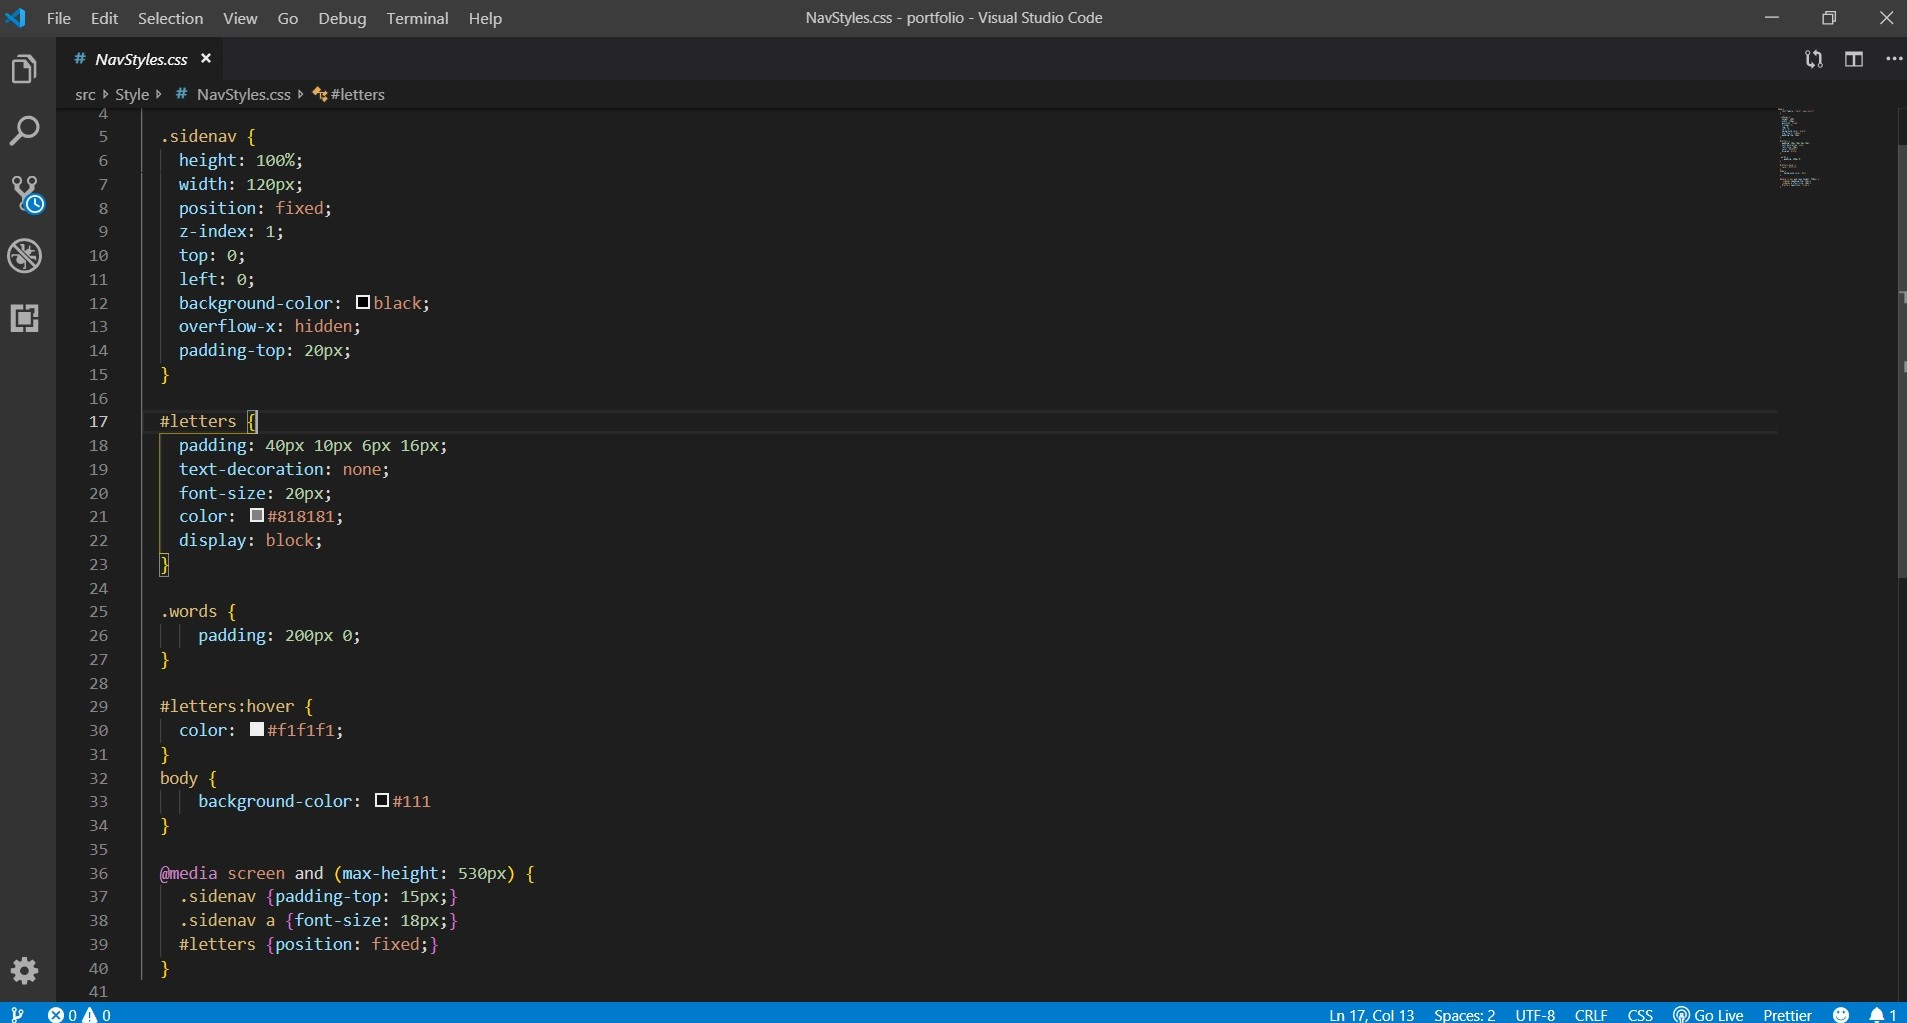 File Edit Selection View Go Debug Terminal Help NavStyles.css - portfolio - Visual Studio Code
# NavStyles.css ×
src Style # NavStyles.css #letters
4
5 .sidenav {
6 height: 100%;
7 width: 120px;
8 position: fixed;
9 z-index: 1;
10 top: 0;
11 left: 0;
12 background-color: black;
13 overflow-x: hidden;
14 padding-top: 20px;
15 }
16
17 #letters {
18 padding: 40px 10px 6px 16px;
19 text-decoration: none;
20 font-size: 20px;
21 color: #818181;
22 display: block;
23 }
24
25 .words {
26 padding: 200px 0;
27 }
28
29 #letters:hover {
30 color: #f1f1f1;
31 }
32 body {
33 background-color: #111
34 }
35
36 @media screen and (max-height: 530px) {
37 .sidenav {padding-top: 15px;}
38 .sidenav a {font-size: 18px;}
39 #letters {position: fixed;}
40 }
41
0 0 Ln 17, Col 13 Spaces: 2 UTF-8 CRLF CSS Go Live Prettier 1